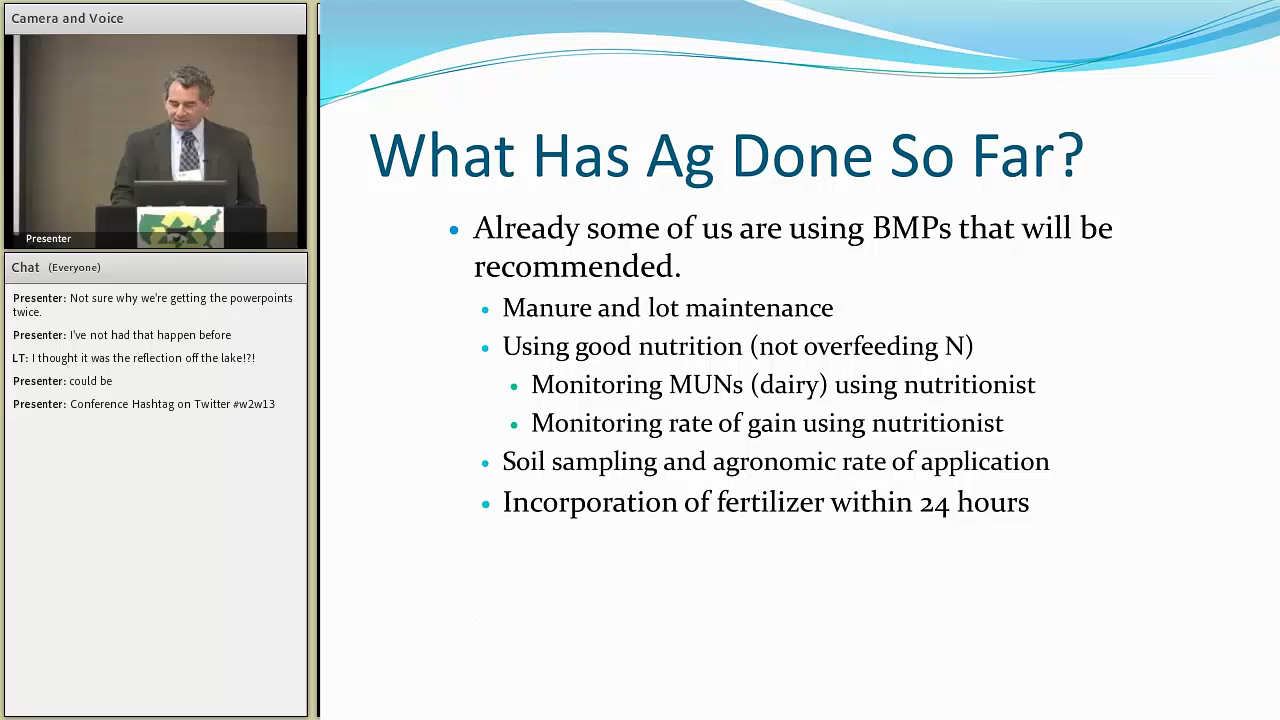 Camera and Voice
Presenter
Chat (Everyone)
Presenter: Not sure why we're getting the powerpoints
twice.
Presenter: I've not had that happen before
LT: I thought it was the reflection off the lake!?!
Presenter: could be
Presenter: Conference Hashtag on Twitter #w2w13
What Has Ag Done So Far?
• Already some of us are using BMPs that will be
recommended.
• Manure and lot maintenance
• Using good nutrition (not overfeeding N)
• Monitoring MUNs (dairy) using nutritionist
• Monitoring rate of gain using nutritionist
• Soil sampling and agronomic rate of application
• Incorporation of fertilizer within 24 hours